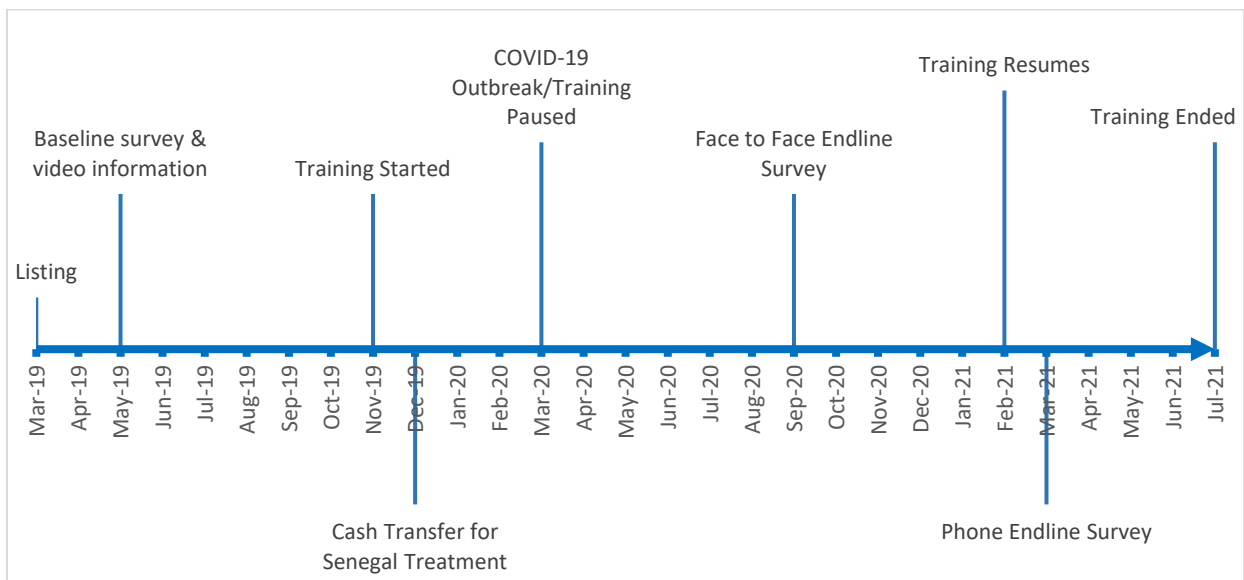 COVID-19
Outbreak/Training
Paused
Training Resumes
Training Ended
Baseline survey &
video information
Training Started
Face to Face Endline
Survey
Listing
Mar-19
Apr-19
May-19
Jun-19
Jul-19
Aug-19
Sep-19
Oct-19
Nov-19
Dec-19
Jan-20
Feb-20
Mar-20
Apr-20
May-20
Jun-20
Jul-20
Aug-20
Sep-20
Oct-20
Nov-20
Dec-20
Jan-21
Feb-21
Mar-21
Apr-21
May-21
Jun-21
Jul-21
Cash Transfer for
Senegal Treatment
Phone Endline Survey